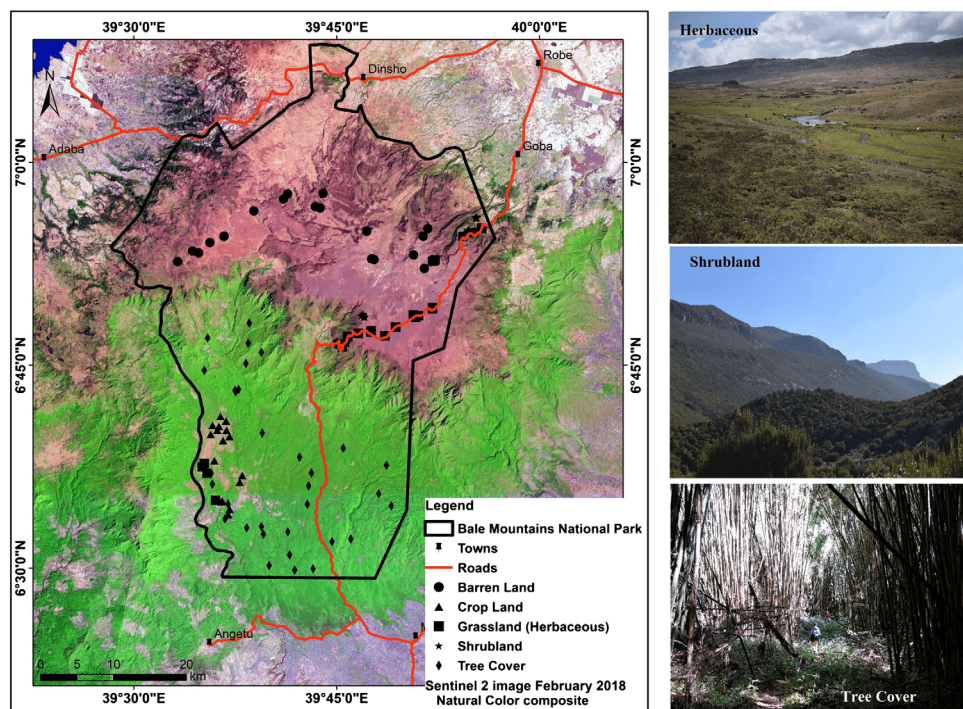 39°30'0"E
39°45'0"E
40°0'0"E
N
Dinsho
Robe
Adaba
Goba
7°0'0"N
7°0'0"N
6°45'0"N
6°45'0"N
6°30'0"N
6°30'0"N
Angetu
M
Legend
Bale Mountains National Park
Towns
Roads
Barren Land
Crop Land
Grassland (Herbaceous)
Shrubland
Tree Cover
Sentinel 2 image February 2018
Natural Color composite
0 5 10 20
km
39°30'0"E
39°45'0"E
40°0'0"E
Herbaceous
Shrubland
Tree Cover